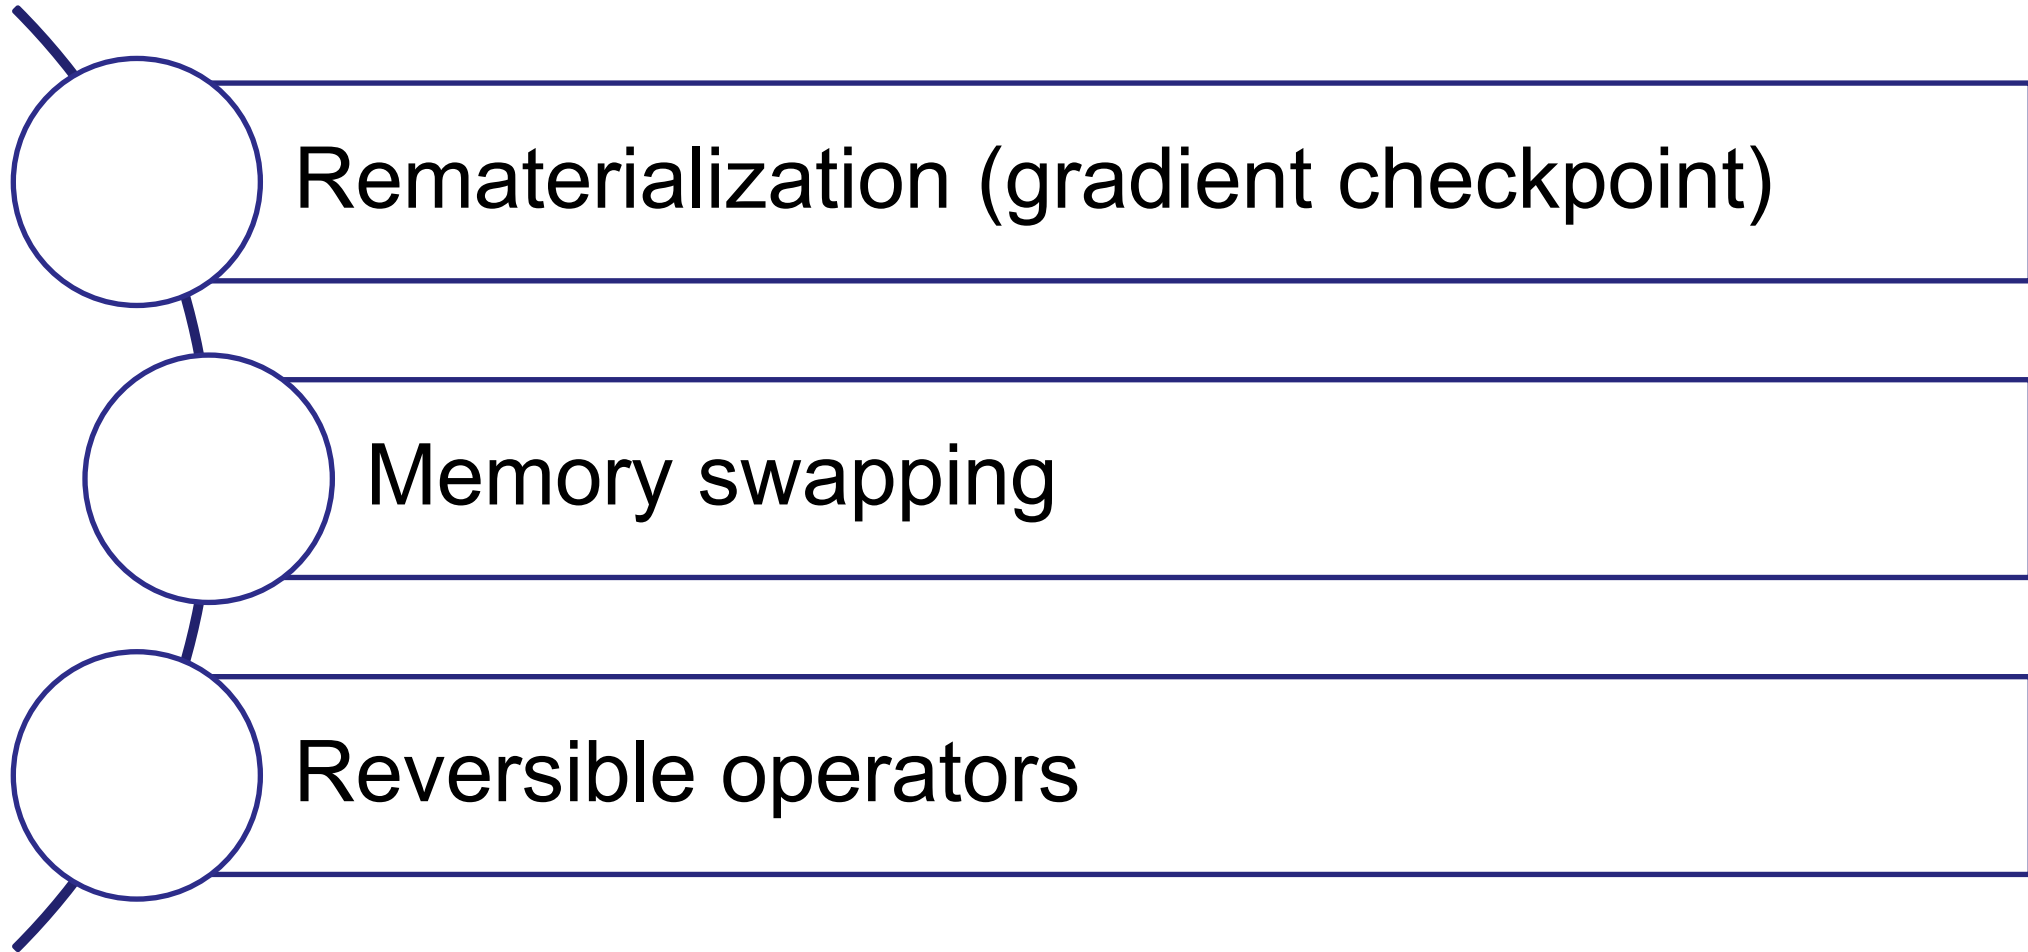 Rematerialization (gradient checkpoint)
Memory swapping
Reversible operators